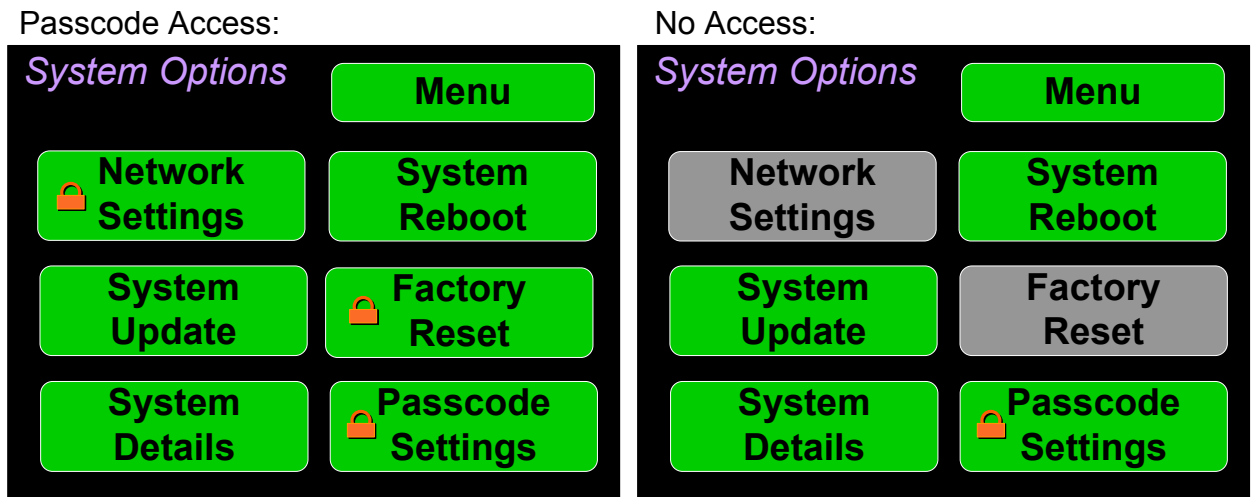 Passcode Access:
System Options
Menu
Network
Settings
System
Reboot
System
Update
Factory
Reset
System
Details
Passcode
Settings
No Access:
System Options
Menu
Network
Settings
System
Reboot
System
Update
Factory
Reset
System
Details
Passcode
Settings